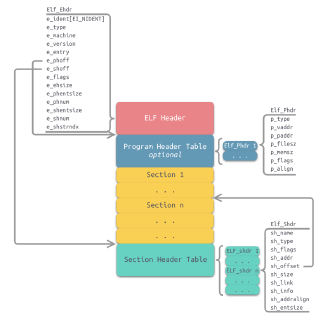 Elf_Ehdr
e_ident[EI_NIDENT]
e_type
e_machine
e_version
e_entry
e_phoff
e_shoff
e_flags
e_ehsize
e_phentsize
e_phnum
e_shentsize
e_shnum
e_shstrndx
ELF Header
Program Header Table
optional
Section 1
. . .
Section n
. . .
. . .
Section Header Table
Elf_Phdr 1
. . .
Elf_Phdr
p_type
p_vaddr
p_paddr
p_filesz
p_memsz
p_flags
p_align
elf_shdr 1
. . .
elf_shdr n
. . .
. . .
Elf_Shdr
sh_name
sh_type
sh_flags
sh_addr
sh_offset
sh_size
sh_link
sh_info
sh_addralign
sh_entsize